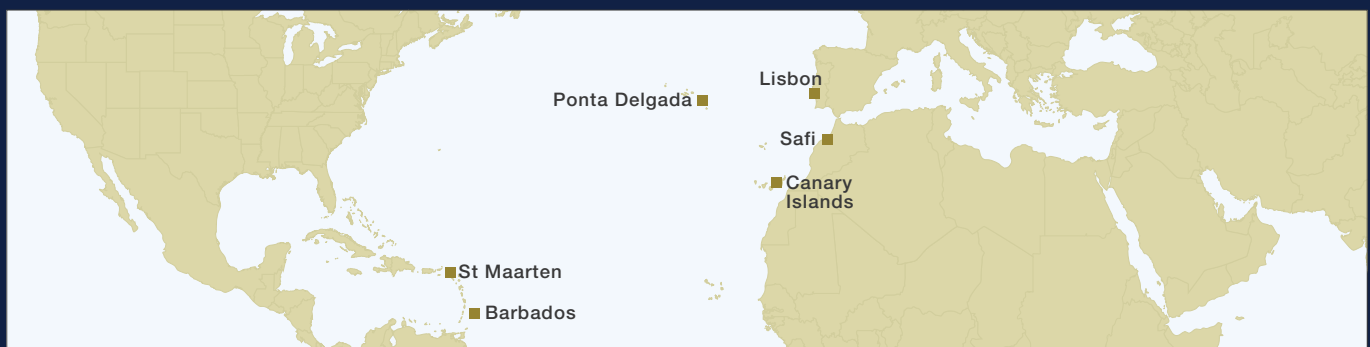 Lisbon
Ponta Delgada
Safi
Canary
Islands
St Maarten
Barbados